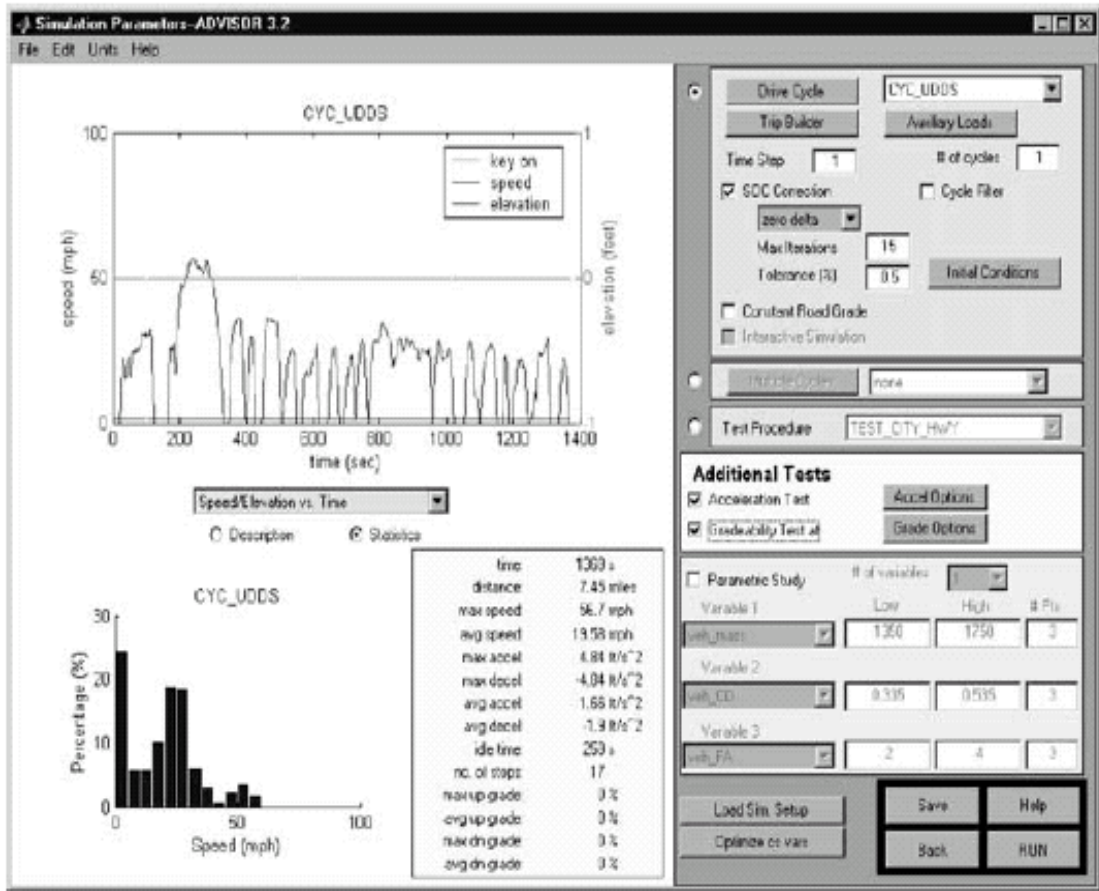 Simulation Parameters--ADVISOR 3.2
File Edit Units Help
CYC_UDDS
100
50
0
speed (mph)
1
0
-1
elevation (feet)
key on
speed
elevation
0 200 400 600 800 1000 1200 1400
time (sec)
Speed/Elevation vs. Time
Description Statistics
CYC_UDDS
30
20
10
0
Percentage (%)
0 50 100
Speed (mph)
time 1369 s
distance 7.45 miles
max speed 56.7 mph
avg speed 19.58 mph
max accel 4.84 ft/s^2
max decel -4.84 ft/s^2
avg accel 1.66 ft/s^2
avg decel -1.9 ft/s^2
idle time 259 s
no. of stops 17
max up grade 0 %
avg up grade 0 %
max dn grade 0 %
avg dn grade 0 %
Drive Cycle CYC_UDDS
Trip Builder Auxiliary Loads
Time Step 1 # of cycles 1
SOC Correction Cycle Filter
zero delta
Max Iterations 15
Tolerance (%) 0.5 Initial Conditions
Constant Road Grade
Interactive Simulation
Multiple Cycles none
Test Procedure TEST_CITY_HWY
Additional Tests
Acceleration Test Accel Options
Gradeability Test at Grade Options
Parametric Study # of variables 1
Variable 1 Low High # Pts
veh_mass 1350 1750 3
Variable 2
veh_CD 0.335 0.535 3
Variable 3
veh_FA 2 4 3
Load Sim. Setup
Optimize cs vars
Save Help
Back RUN